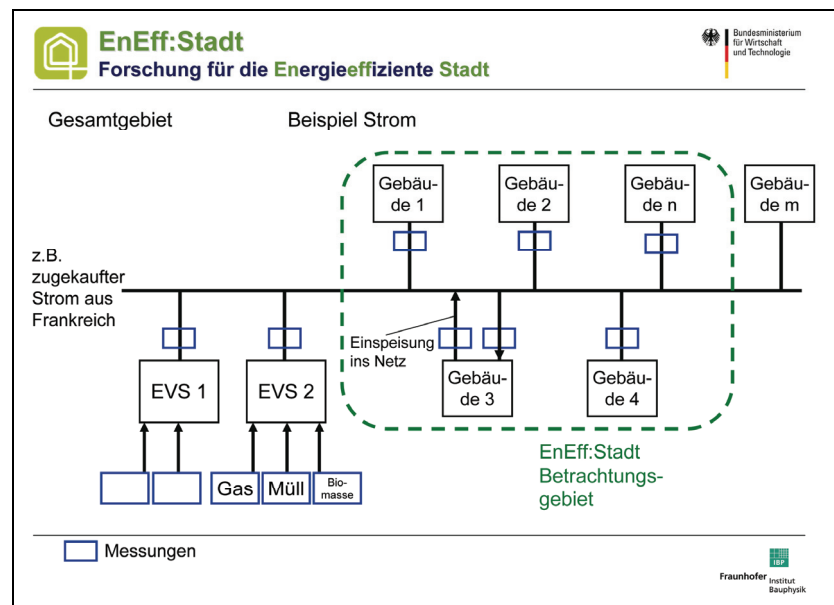 EnEff:Stadt
Forschung für die Energieeffiziente Stadt
Bundesministerium
für Wirtschaft
und Technologie
Gesamtgebiet
Beispiel Strom
Gebäu-
de 1
Gebäu-
de 2
Gebäu-
de n
Gebäu-
de m
z.B.
zugekaufter
Strom aus
Frankreich
Einspeisung
ins Netz
EVS 1
EVS 2
Gebäu-
de 3
Gebäu-
de 4
EnEff:Stadt
Betrachtungs-
gebiet
Gas
Müll
Bio-
masse
Messungen
IBP
Fraunhofer Institut
Bauphysik